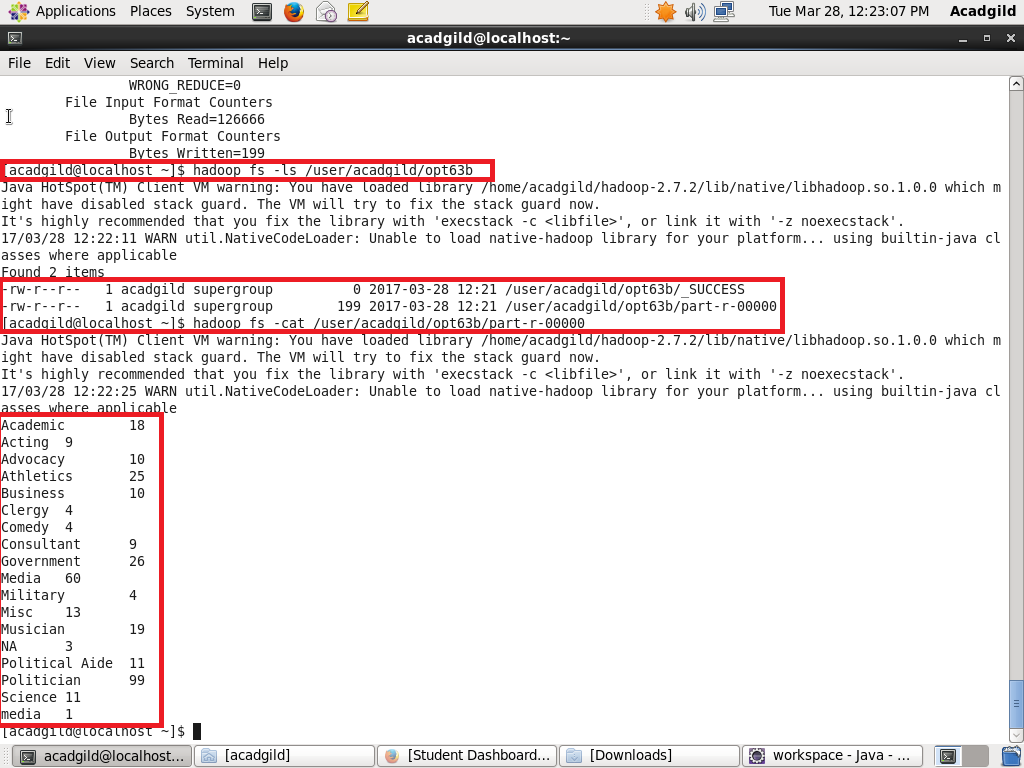 Applications Places System Tue Mar 28, 12:23:07 PM Acadgild
acadgild@localhost:~
File Edit View Search Terminal Help
WRONG_REDUCE=0
File Input Format Counters
Bytes Read=126666
File Output Format Counters
Bytes Written=199
[acadgild@localhost ~]$ hadoop fs -ls /user/acadgild/opt63b
Java HotSpot(TM) Client VM warning: You have loaded library /home/acadgild/hadoop-2.7.2/lib/native/libhadoop.so.1.0.0 which m
ight have disabled stack guard. The VM will try to fix the stack guard now.
It's highly recommended that you fix the library with 'execstack -c <libfile>', or link it with '-z noexecstack'.
17/03/28 12:22:11 WARN util.NativeCodeLoader: Unable to load native-hadoop library for your platform... using builtin-java cl
asses where applicable
Found 2 items
-rw-r--r--   1 acadgild supergroup          0 2017-03-28 12:21 /user/acadgild/opt63b/_SUCCESS
-rw-r--r--   1 acadgild supergroup        199 2017-03-28 12:21 /user/acadgild/opt63b/part-r-00000
[acadgild@localhost ~]$ hadoop fs -cat /user/acadgild/opt63b/part-r-00000
Java HotSpot(TM) Client VM warning: You have loaded library /home/acadgild/hadoop-2.7.2/lib/native/libhadoop.so.1.0.0 which m
ight have disabled stack guard. The VM will try to fix the stack guard now.
It's highly recommended that you fix the library with 'execstack -c <libfile>', or link it with '-z noexecstack'.
17/03/28 12:22:25 WARN util.NativeCodeLoader: Unable to load native-hadoop library for your platform... using builtin-java cl
asses where applicable
Academic 18
Acting 9
Advocacy 10
Athletics 25
Business 10
Clergy 4
Comedy 4
Consultant 9
Government 26
Media 60
Military 4
Misc 13
Musician 19
NA 3
Political Aide 11
Politician 99
Science 11
media 1
[acadgild@localhost ~]$
acadgild@localhost:... [acadgild] [Student Dashboard... [Downloads] workspace - Java - ...